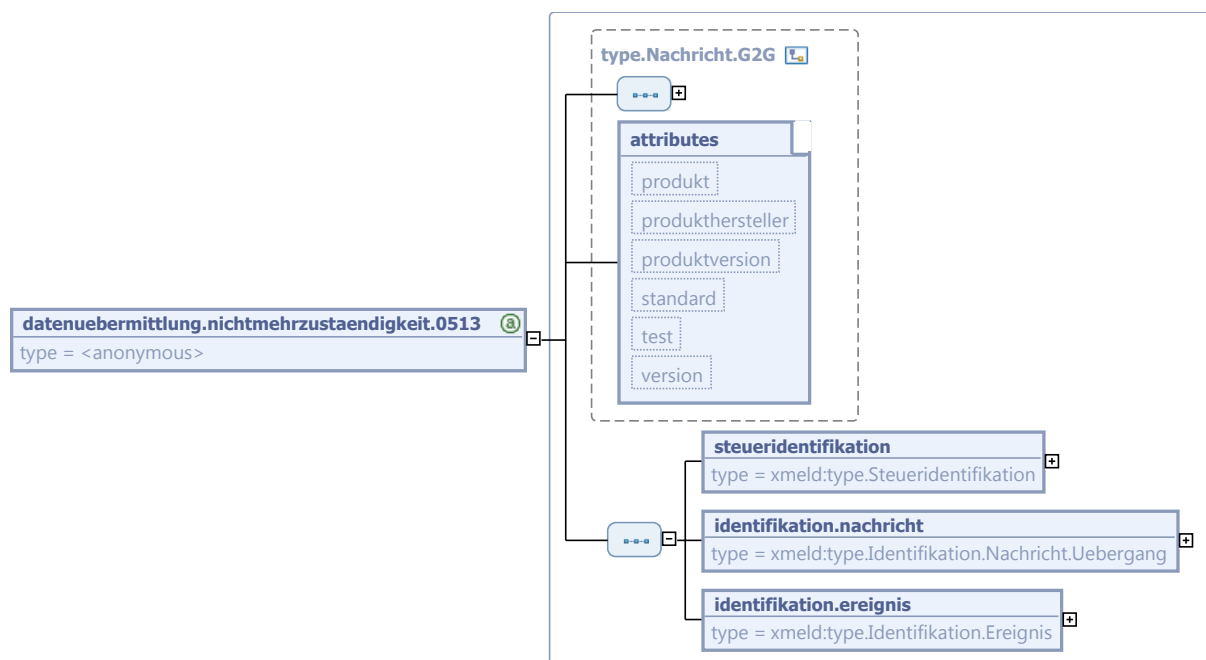 type.Nachricht.G2G
attributes
produkt
produkthersteller
produktversion
standard
test
version
datenuebermittlung.nichtmehrzustaendigkeit.0513 a
type = <anonymous>
steueridentifikation
type = xmeld:type.Steueridentifikation
identifikation.nachricht
type = xmeld:type.Identifikation.Nachricht.Uebergang
identifikation.ereignis
type = xmeld:type.Identifikation.Ereignis